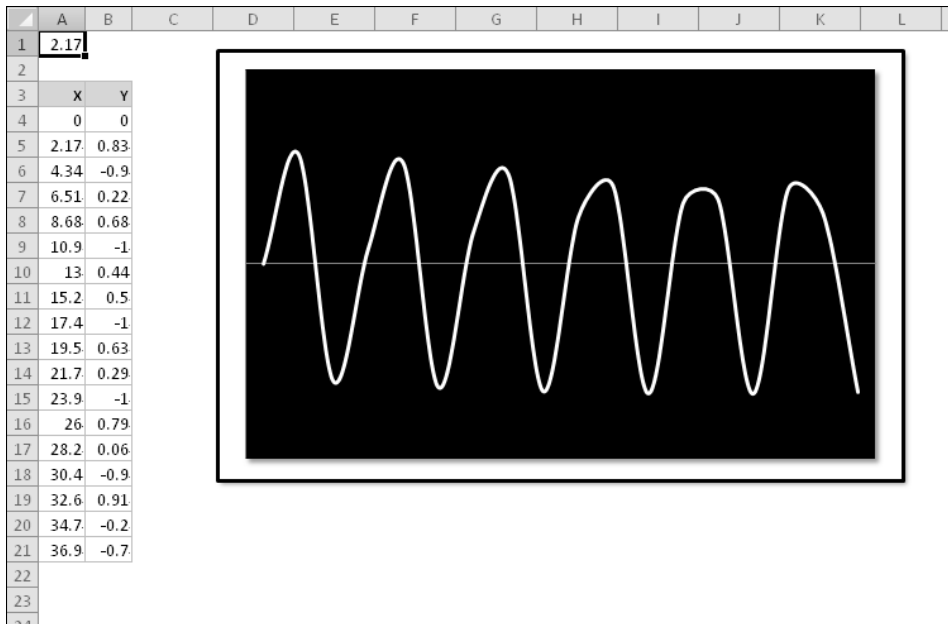 A B C D E F G H I J K L
1 2.17
2
3 X Y
4 0 0
5 2.17 0.83
6 4.34 -0.9
7 6.51 0.22
8 8.68 0.68
9 10.9 -1
10 13 0.44
11 15.2 0.5
12 17.4 -1
13 19.5 0.63
14 21.7 0.29
15 23.9 -1
16 26 0.79
17 28.2 0.06
18 30.4 -0.9
19 32.6 0.91
20 34.7 -0.2
21 36.9 -0.7
22
23
24